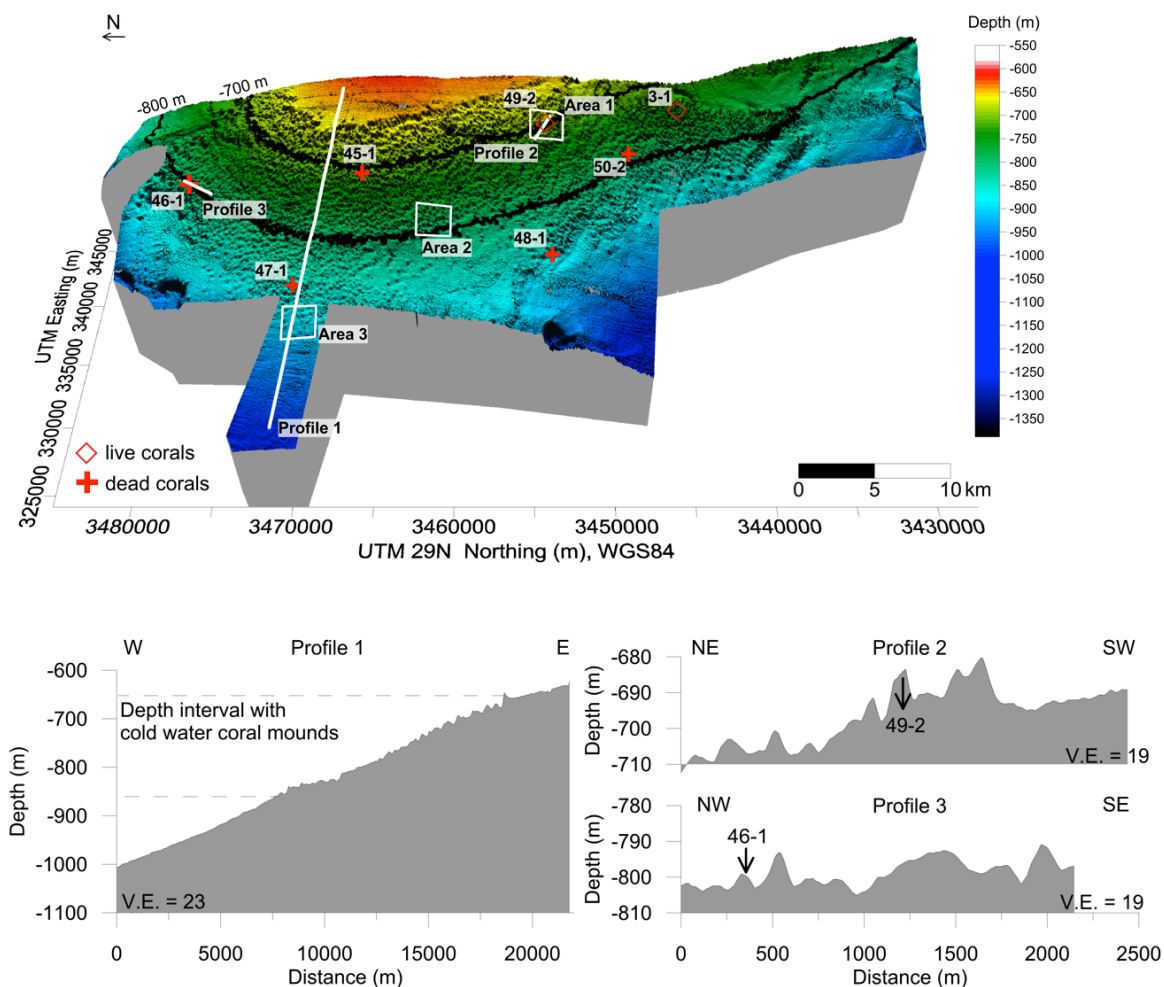 N
Depth (m)
-550
-600
-650
-700
-750
-800
-850
-900
-950
-1000
-1050
-1100
-1150
-1200
-1250
-1300
-1350
-800 m
-700 m
49-2
Area 1
3-1
45-1
Profile 2
50-2
46-1
Profile 3
Area 2
48-1
47-1
Area 3
Profile 1
UTM Easting (m)
345000
340000
335000
330000
325000
live corals
dead corals
0 5 10 km
3480000 3470000 3460000 3450000 3440000 3430000
UTM 29N Northing (m), WGS84
W Profile 1 E
Depth (m)
-600
-700
-800
-900
-1000
-1100
Depth interval with
cold water coral mounds
V.E. = 23
0 5000 10000 15000 20000
Distance (m)
NE Profile 2 SW
Depth (m)
-680
-690
-700
-710
49-2
V.E. = 19
NW Profile 3 SE
Depth (m)
-780
-790
-800
-810
46-1
V.E. = 19
0 500 1000 1500 2000 2500
Distance (m)